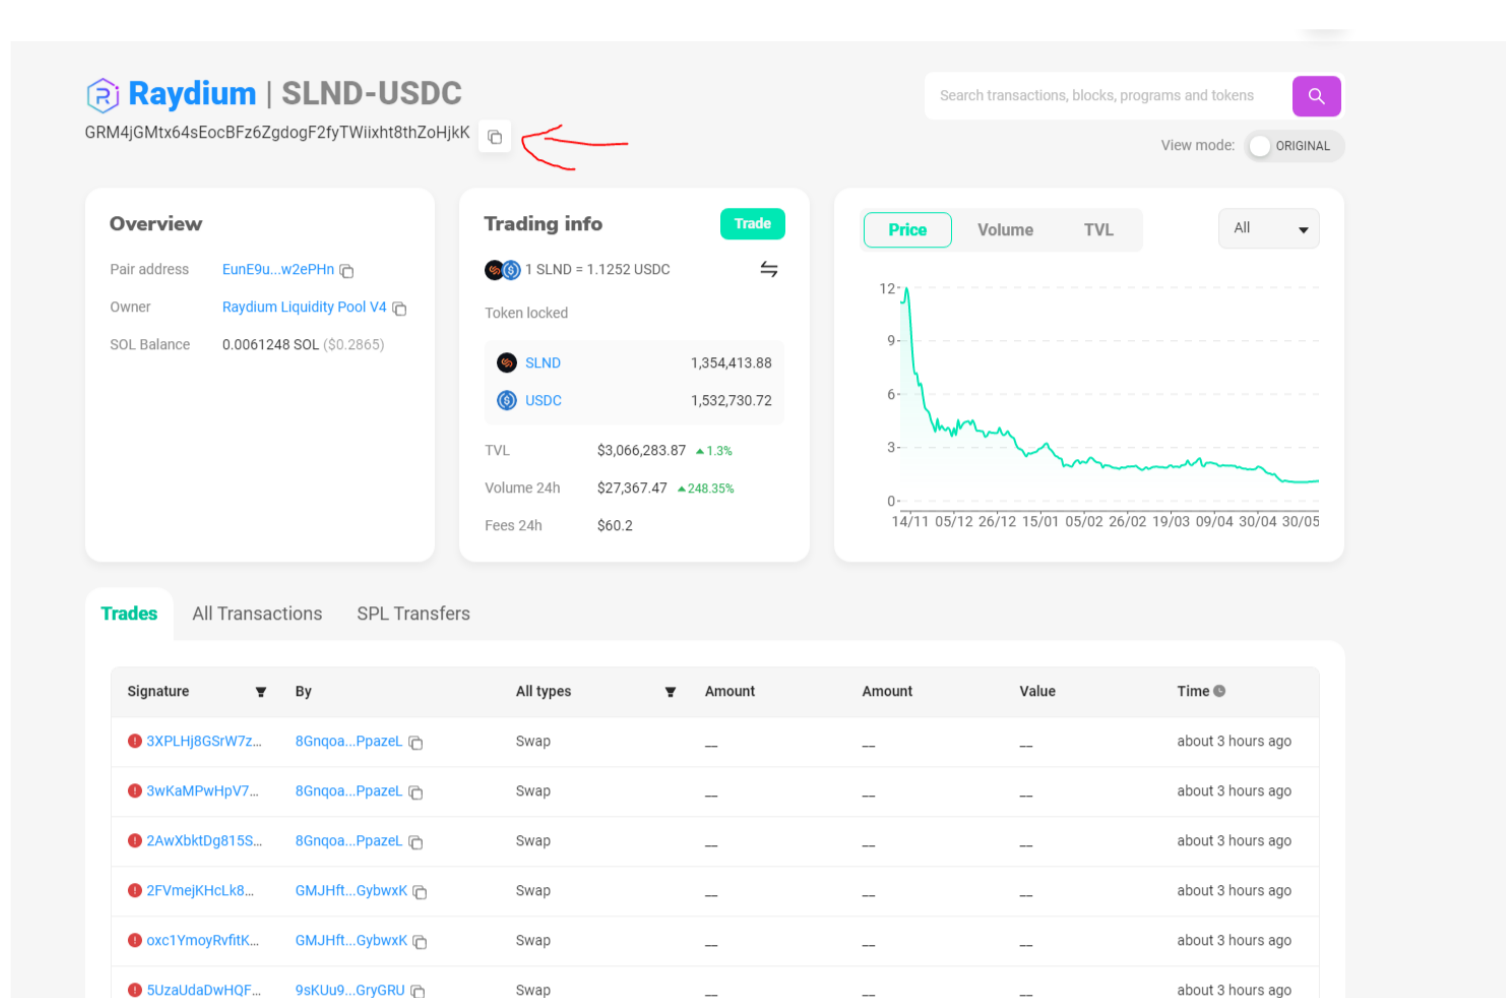 Raydium | SLND-USDC
Search transactions, blocks, programs and tokens
GRM4jGMtx64sEocBFz6ZgdogF2fyTWiixht8thZoHjkK
View mode: ORIGINAL
Overview
Pair address EunE9u...w2ePHn
Owner Raydium Liquidity Pool V4
SOL Balance 0.0061248 SOL ($0.2865)
Trading info Trade
1 SLND = 1.1252 USDC
Token locked
SLND 1,354,413.88
USDC 1,532,730.72
TVL $3,066,283.87 1.3%
Volume 24h $27,367.47 248.35%
Fees 24h $60.2
Price Volume TVL All
12
9
6
3
0
14/11 05/12 26/12 15/01 05/02 26/02 19/03 09/04 30/04 30/05
Trades All Transactions SPL Transfers
Signature By All types Amount Amount Value Time
3XPLHj8GSrW7z... 8Gnqoa...PpazeL Swap -- -- -- about 3 hours ago
3wKaMPwHpV7... 8Gnqoa...PpazeL Swap -- -- -- about 3 hours ago
2AwXbktDg815S... 8Gnqoa...PpazeL Swap -- -- -- about 3 hours ago
2FVmejKHcLk8... GMJHft...GybwxK Swap -- -- -- about 3 hours ago
oxc1YmoyRvfitK... GMJHft...GybwxK Swap -- -- -- about 3 hours ago
5UzaUdaDwHQF... 9sKUu9...GryGRU Swap -- -- -- about 3 hours ago